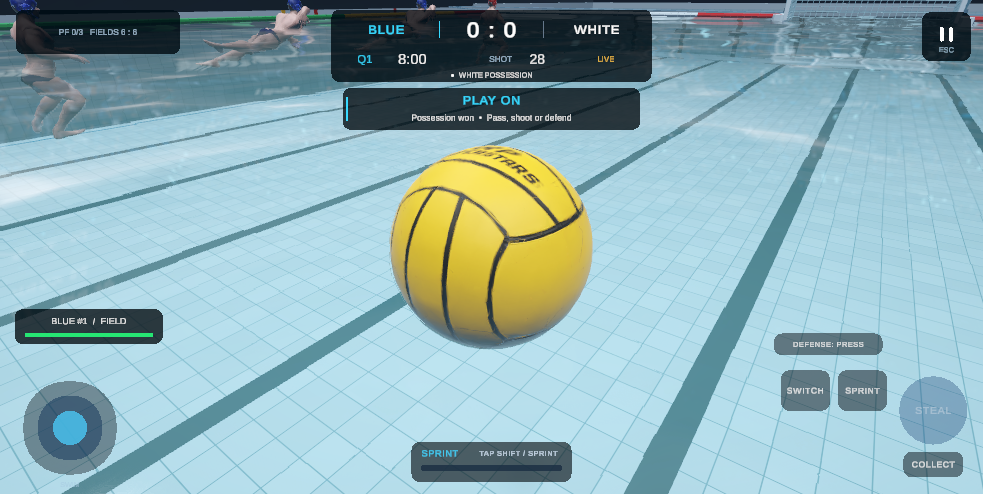 PF 0/3 FIELDS 6 : 6
BLUE 0 : 0 WHITE
Q1 8:00 SHOT 28 LIVE
• WHITE POSSESSION
ESC
PLAY ON
Possession won • Pass, shoot or defend
BLUE #1 / FIELD
DEFENSE: PRESS
SWITCH SPRINT
STEAL
SPRINT TAP SHIFT / SPRINT
COLLECT